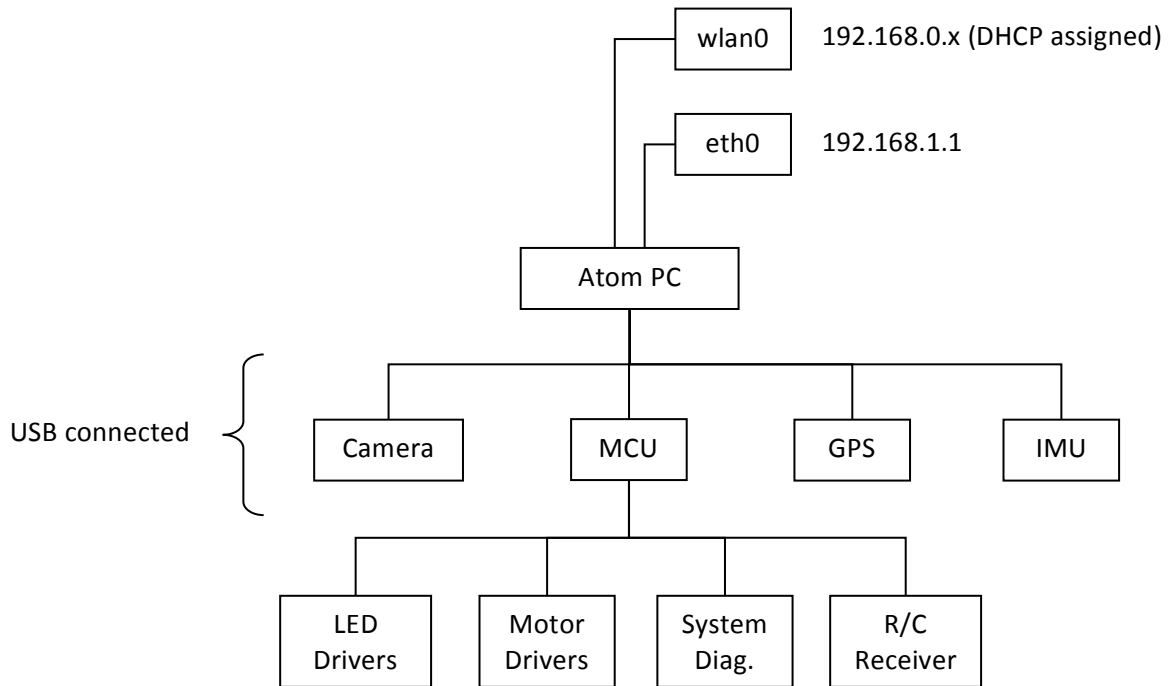 wlan0 192.168.0.x (DHCP assigned)
eth0 192.168.1.1
Atom PC
USB connected
Camera MCU GPS IMU
LED Motor System R/C
Drivers Drivers Diag. Receiver